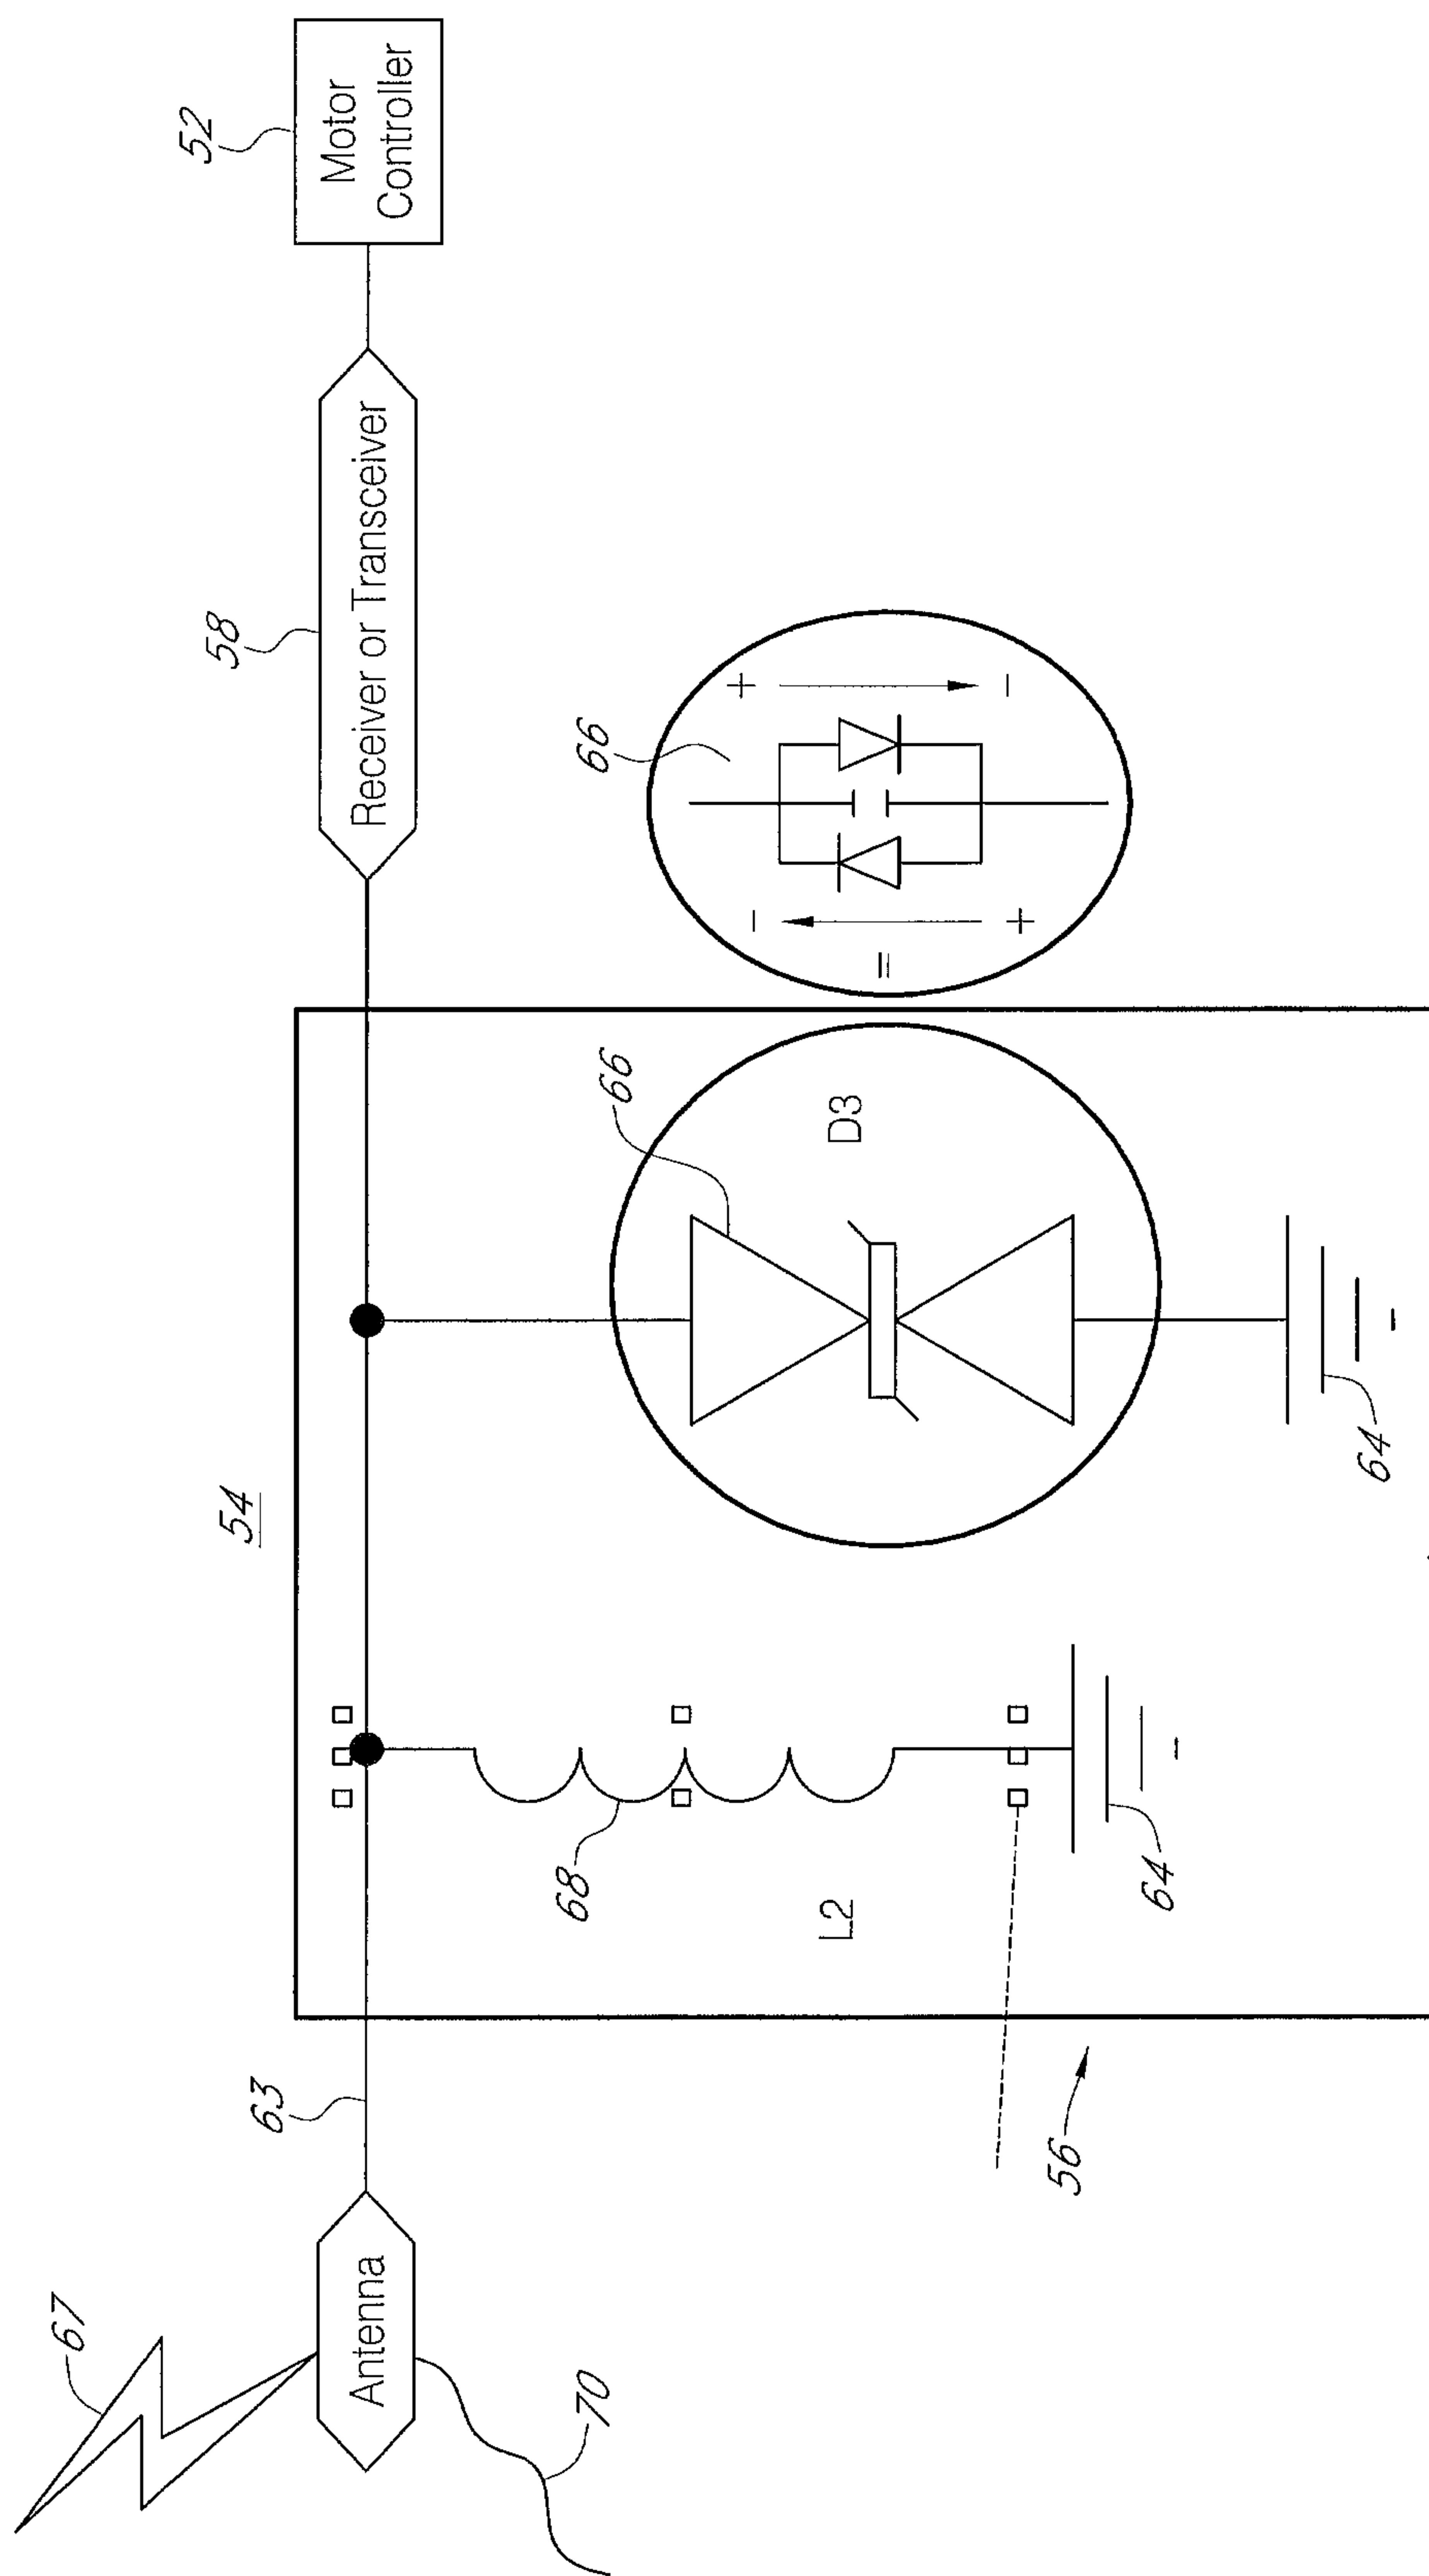 67
Antenna
70
63
56
54
L2
68
64
66
D3
64
= - + + -
66
58
Receiver or Transceiver
52
Motor
Controller